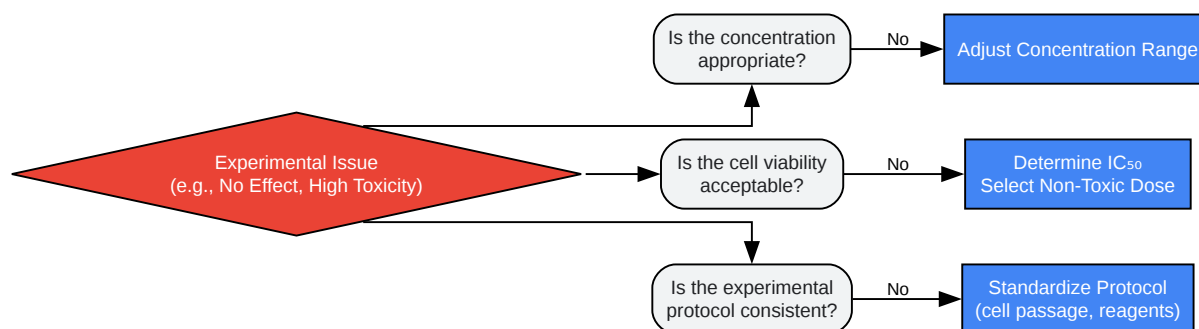 Is the concentration
appropriate?
No
Adjust Concentration Range
Experimental Issue
(e.g., No Effect, High Toxicity)
Is the cell viability
acceptable?
No
Determine IC₅₀
Select Non-Toxic Dose
Is the experimental
protocol consistent?
No
Standardize Protocol
(cell passage, reagents)